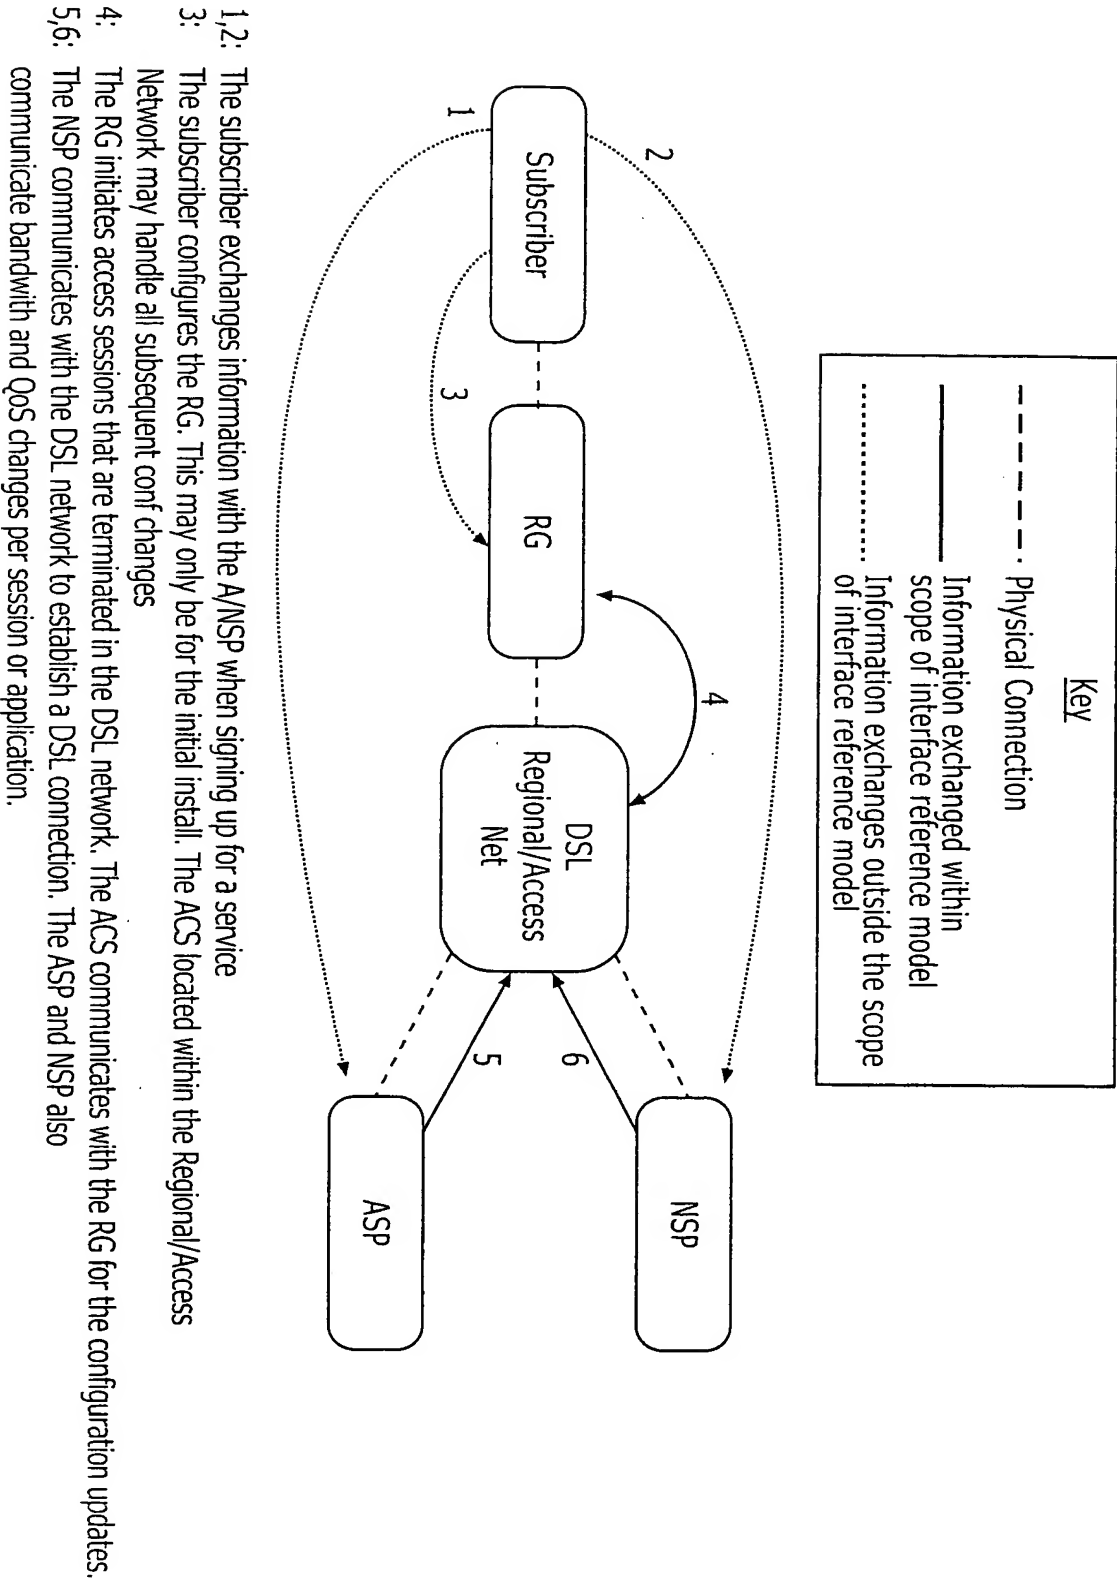 Key
Physical Connection
Information exchanged within
scope of interface reference model
Information exchanges outside the scope
of interface reference model
2
1
Subscriber
3
RG
4
DSL
Regional/Access
Net
6
5
NSP
ASP
1,2: The subscriber exchanges information with the A/NSP when signing up for a service
3: The subscriber configures the RG. This may only be for the initial install. The ACS located within the Regional/Access
Network may handle all subsequent conf changes
4: The RG initiates access sessions that are terminated in the DSL network. The ACS communicates with the RG for the configuration updates.
5,6: The NSP communicates with the DSL network to establish a DSL connection. The ASP and NSP also
communicate bandwith and QoS changes per session or application.